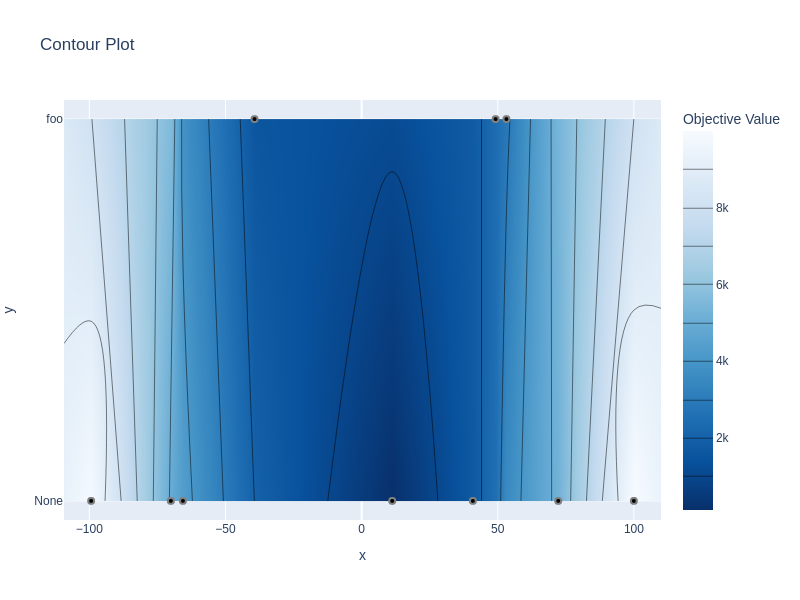 Contour Plot
foo
None
y
−100
−50
0
50
100
x
Objective Value
8k
6k
4k
2k